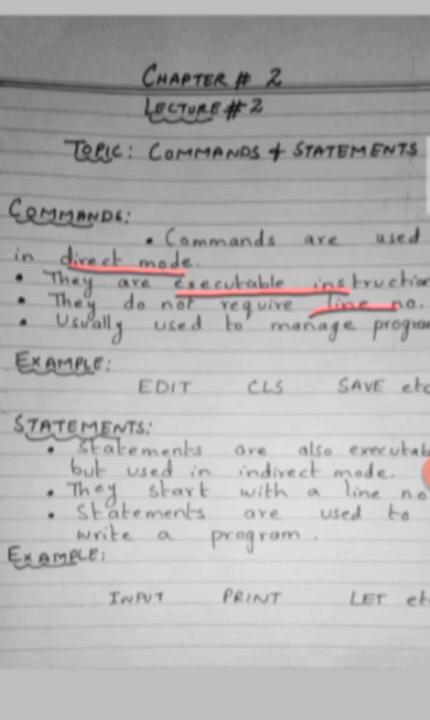 CHAPTER # 2
LECTURE # 2
TOPIC: COMMANDS & STATEMENTS
COMMANDS:
• Commands are used
in direct mode.
• They are executable instruction
• They do not require line no.
• Usually used to manage program
EXAMPLE:
EDIT CLS SAVE etc
STATEMENTS:
• Statements are also executab
but used in indirect mode.
• They start with a line no
• Statements are used to
write a program.
EXAMPLE:
INPUT PRINT LET etc